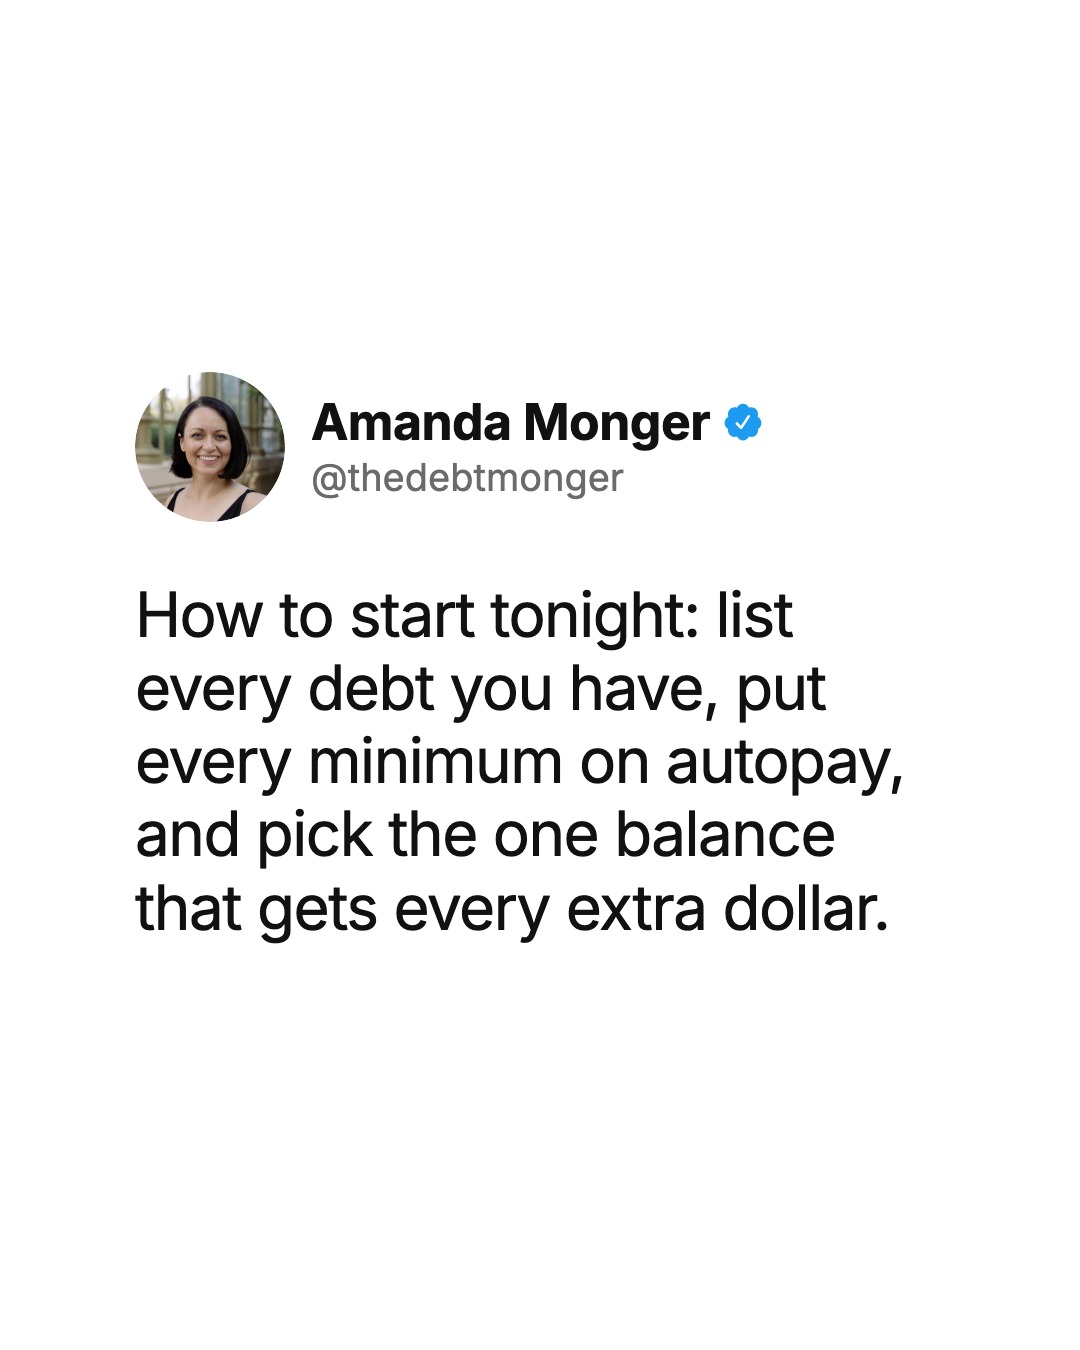 Amanda Monger
@thedebtmonger
How to start tonight: list
every debt you have, put
every minimum on autopay,
and pick the one balance
that gets every extra dollar.